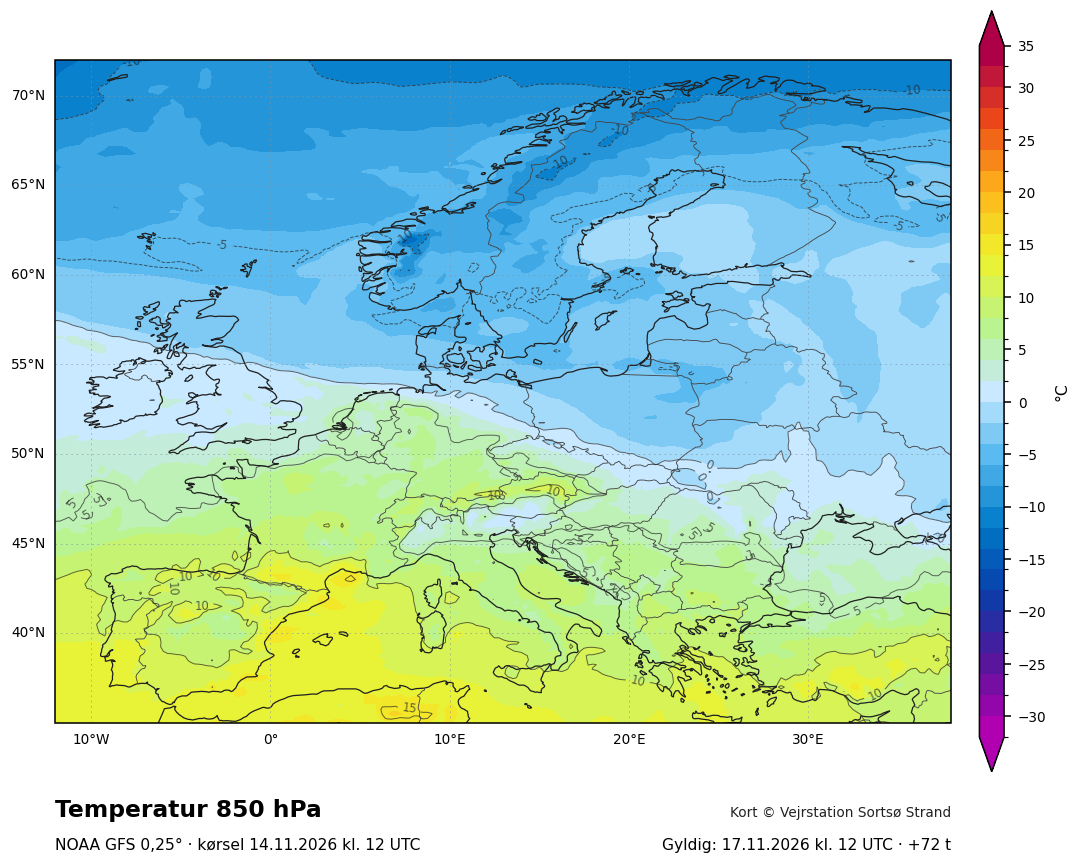 70°N
65°N
60°N
55°N
50°N
45°N
40°N
10°W
0°
10°E
20°E
30°E
35
30
25
20
15
10
5
0
−5
−10
−15
−20
−25
−30
°C
Temperatur 850 hPa
Kort © Vejrstation Sortsø Strand
NOAA GFS 0,25° · kørsel 14.11.2026 kl. 12 UTC
Gyldig: 17.11.2026 kl. 12 UTC · +72 t